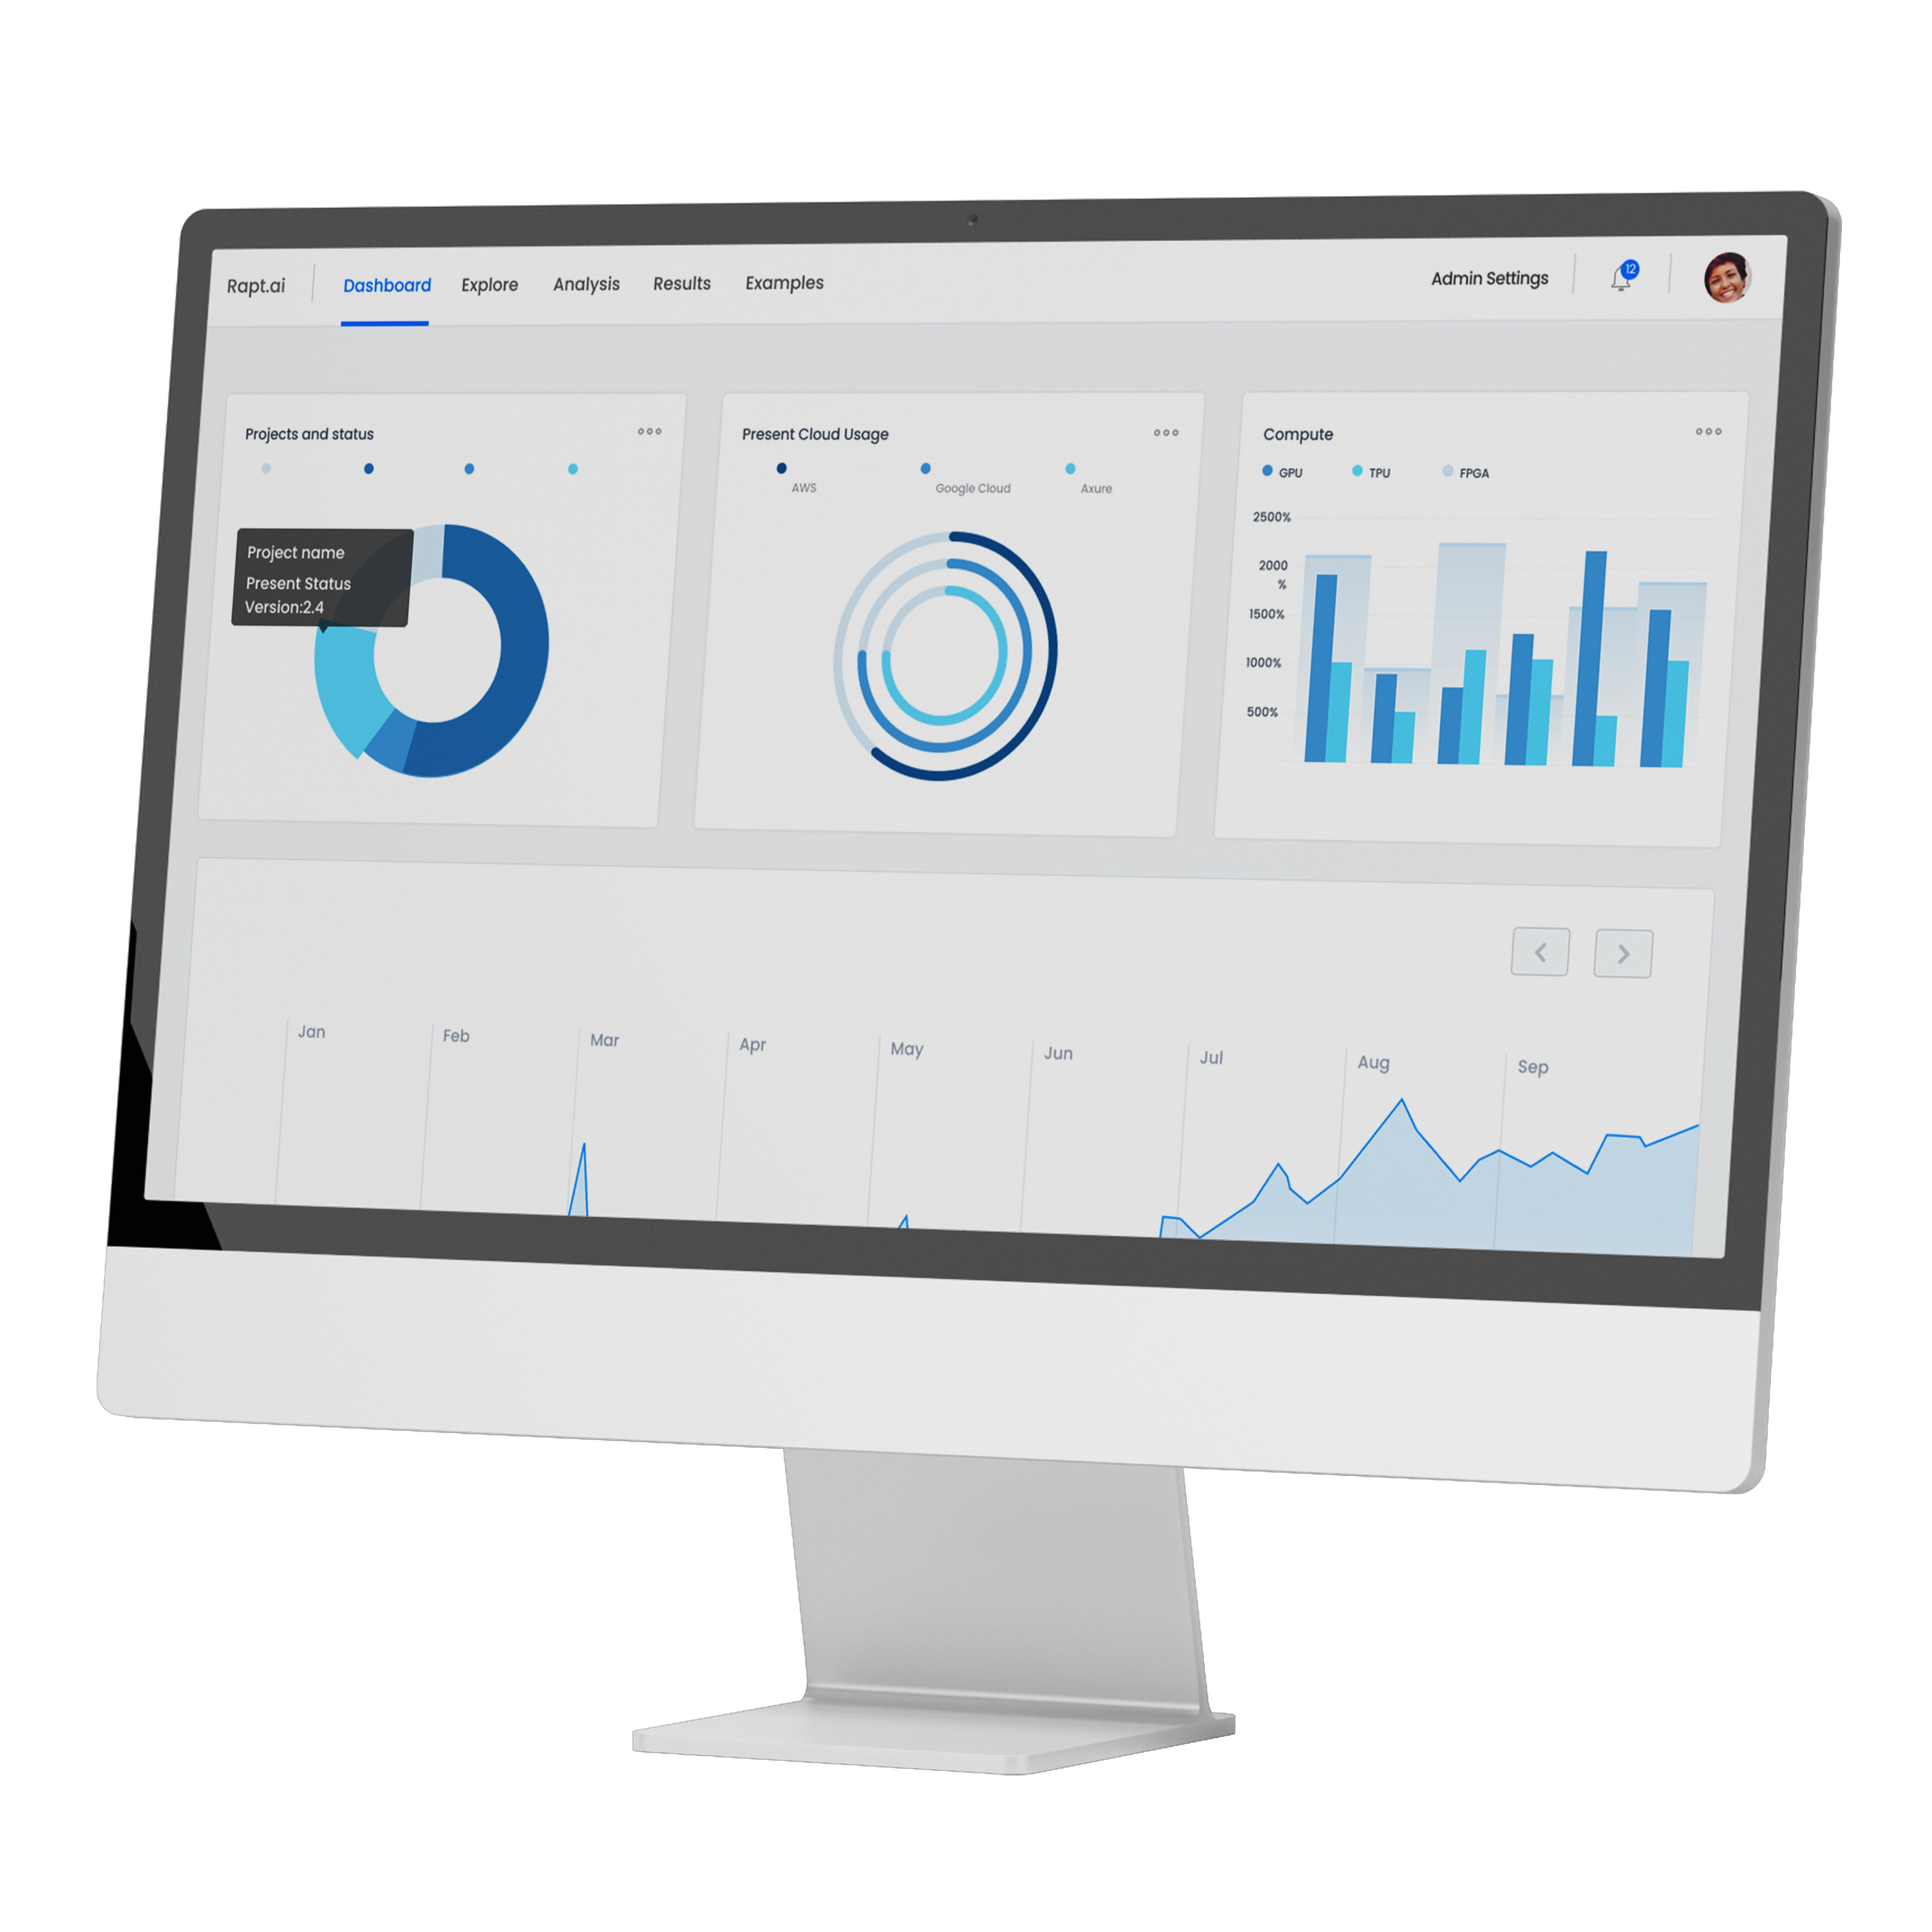 Rapt.ai
Dashboard
Explore
Analysis
Results
Examples
Admin Settings
12
Projects and status
Project name
Present Status
Version:2.4
Present Cloud Usage
AWS
Google Cloud
Axure
Compute
GPU
TPU
FPGA
2500%
2000
%
1500%
1000%
500%
Jan
Feb
Mar
Apr
May
Jun
Jul
Aug
Sep